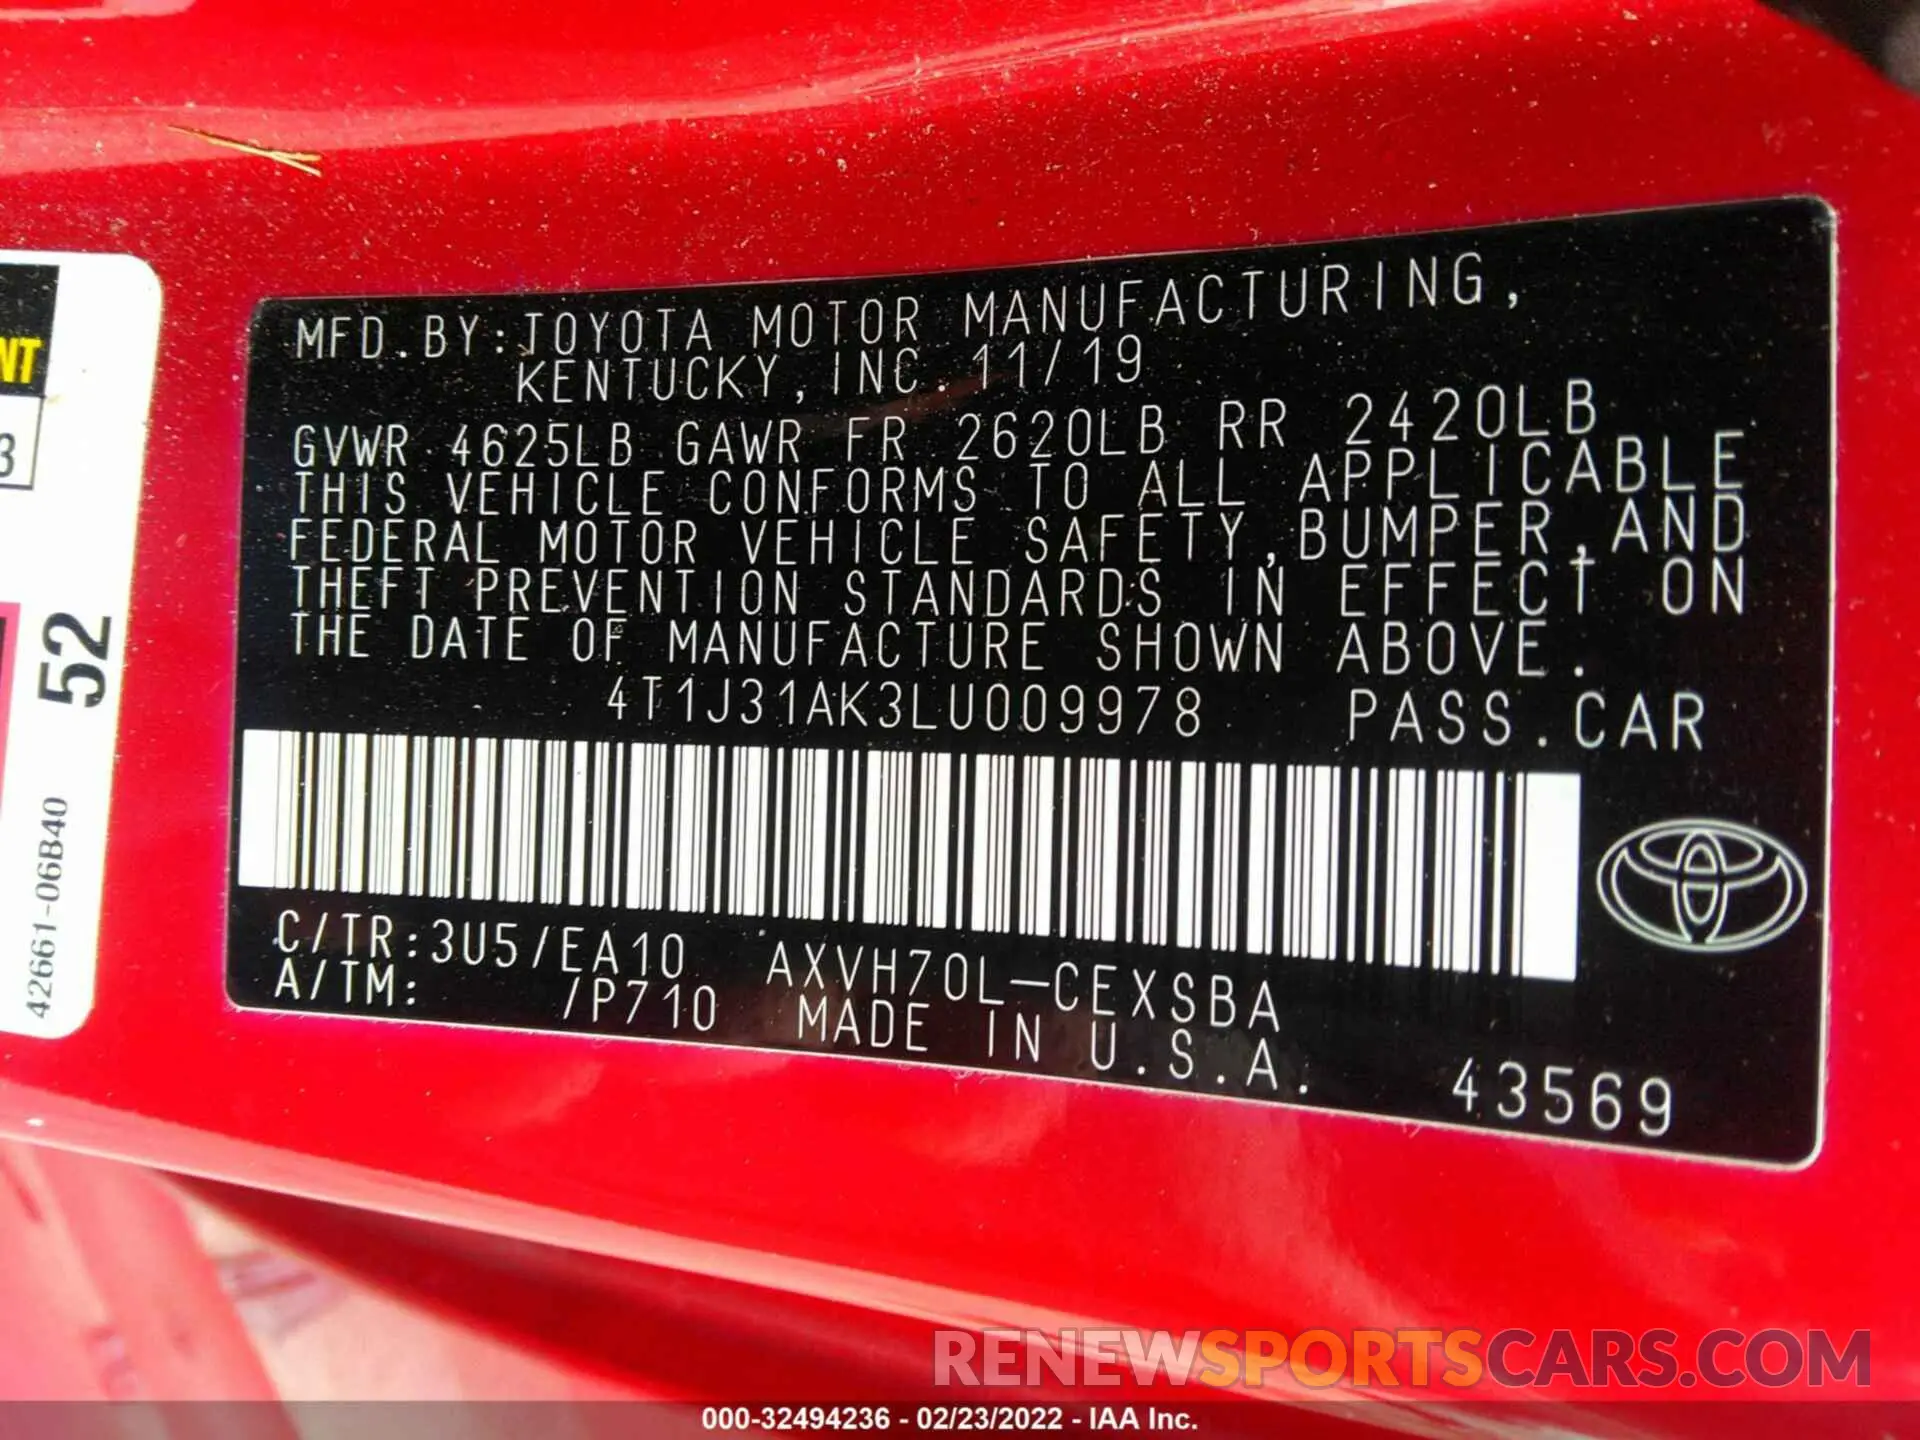 MFD.BY:TOYOTA MOTOR MANUFACTURING,
KENTUCKY, INC. 11/19
GVWR 4625LB GAWR FR 2620LB RR 2420LB
THIS VEHICLE CONFORMS TO ALL APPLICABLE
FEDERAL MOTOR VEHICLE SAFETY,BUMPER,AND
THEFT PREVENTION STANDARDS IN EFFECT ON
THE DATE OF MANUFACTURE SHOWN ABOVE.
4T1J31AK3LU009978 PASS.CAR
C/TR:3U5/EA10 AXVH70L-CEXSBA
A/TM: /P710 MADE IN U.S.A.
43569
NT
3
52
42661-06B40
RENEWSPORTSCARS.COM
000-32494236 - 02/23/2022 - IAA Inc.